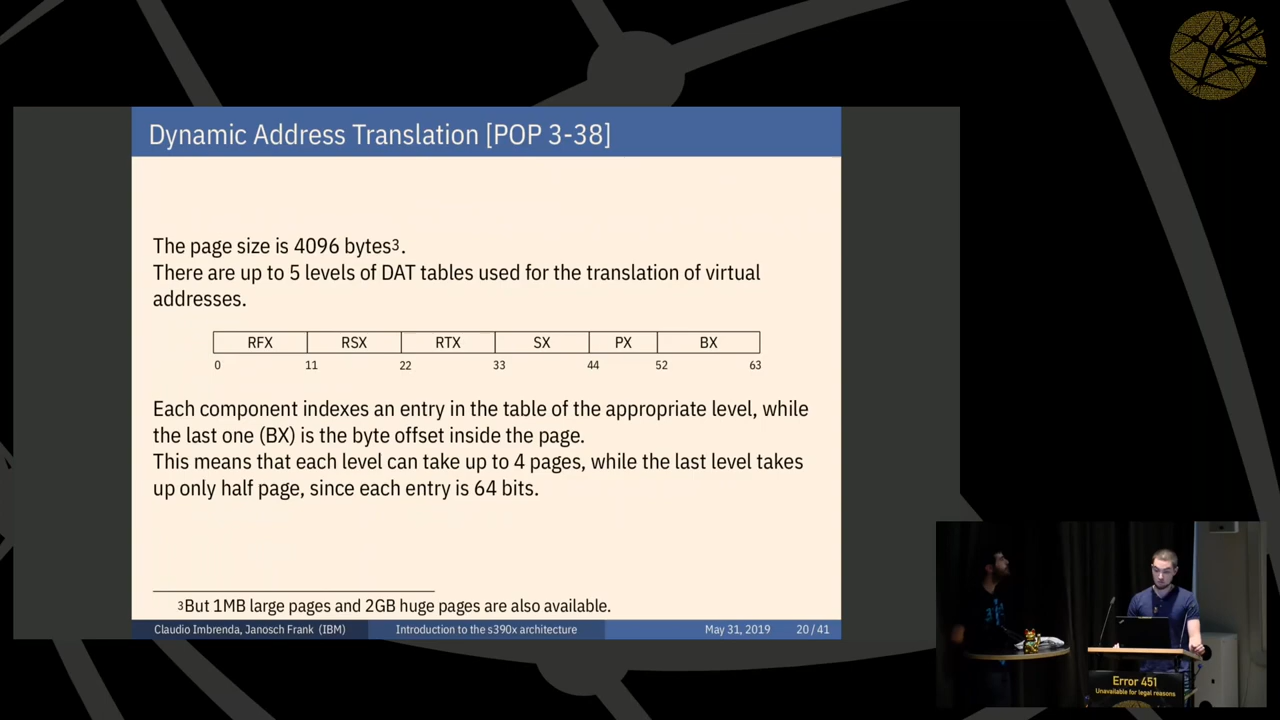 Dynamic Address Translation [POP 3-38]
The page size is 4096 bytes3.
There are up to 5 levels of DAT tables used for the translation of virtual
addresses.
RFX RSX RTX SX PX BX
0 11 22 33 44 52 63
Each component indexes an entry in the table of the appropriate level, while
the last one (BX) is the byte offset inside the page.
This means that each level can take up to 4 pages, while the last level takes
up only half page, since each entry is 64 bits.
3But 1MB large pages and 2GB huge pages are also available.
Claudio Imbrenda, Janosch Frank (IBM) Introduction to the s390x architecture May 31, 2019 20 / 41
Error 451
Unavailable for legal reasons